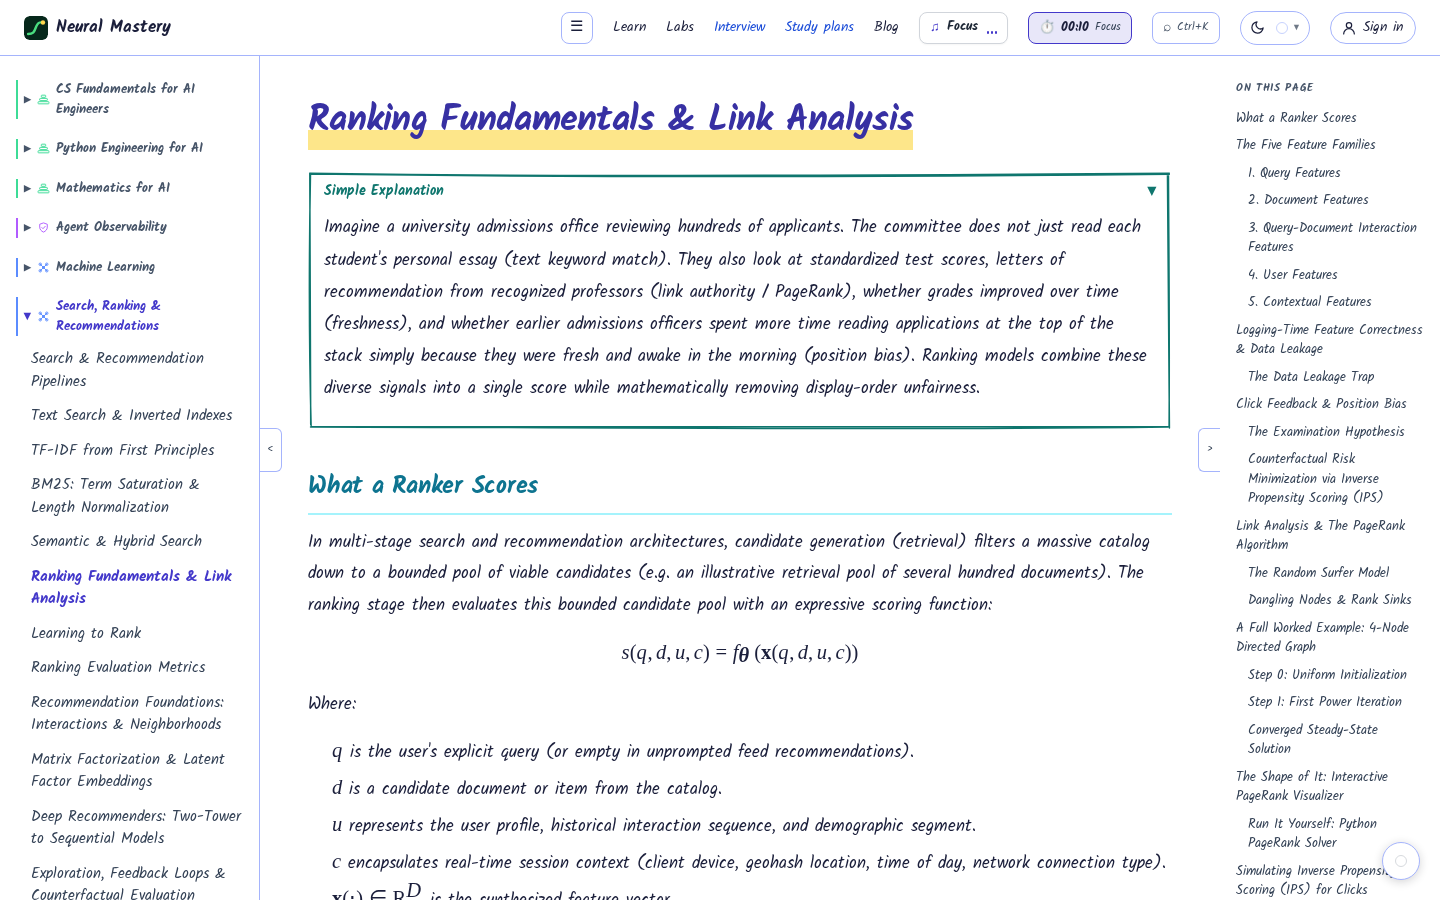 Neural Mastery
☰ Learn Labs Interview Study plans Blog ♫ Focus ... 00:10 Focus Ctrl+K Sign in
CS Fundamentals for AI
Engineers
Python Engineering for AI
Mathematics for AI
Agent Observability
Machine Learning
Search, Ranking &
Recommendations
Search & Recommendation
Pipelines
Text Search & Inverted Indexes
TF-IDF from First Principles
BM25: Term Saturation &
Length Normalization
Semantic & Hybrid Search
Ranking Fundamentals & Link
Analysis
Learning to Rank
Ranking Evaluation Metrics
Recommendation Foundations:
Interactions & Neighborhoods
Matrix Factorization & Latent
Factor Embeddings
Deep Recommenders: Two-Tower
to Sequential Models
Exploration, Feedback Loops &
Counterfactual Evaluation
<
Ranking Fundamentals & Link Analysis
Simple Explanation
Imagine a university admissions office reviewing hundreds of applicants. The committee does not just read each
student's personal essay (text keyword match). They also look at standardized test scores, letters of
recommendation from recognized professors (link authority / PageRank), whether grades improved over time
(freshness), and whether earlier admissions officers spent more time reading applications at the top of the
stack simply because they were fresh and awake in the morning (position bias). Ranking models combine these
diverse signals into a single score while mathematically removing display-order unfairness.
What a Ranker Scores
In multi-stage search and recommendation architectures, candidate generation (retrieval) filters a massive catalog
down to a bounded pool of viable candidates (e.g. an illustrative retrieval pool of several hundred documents). The
ranking stage then evaluates this bounded candidate pool with an expressive scoring function:
s(q, d, u, c) = fθ (x(q, d, u, c))
Where:
q is the user's explicit query (or empty in unprompted feed recommendations).
d is a candidate document or item from the catalog.
u represents the user profile, historical interaction sequence, and demographic segment.
c encapsulates real-time session context (client device, geohash location, time of day, network connection type).
x(·) ∈ R^D is the synthesized feature vector.
>
ON THIS PAGE
What a Ranker Scores
The Five Feature Families
1. Query Features
2. Document Features
3. Query-Document Interaction
Features
4. User Features
5. Contextual Features
Logging-Time Feature Correctness
& Data Leakage
The Data Leakage Trap
Click Feedback & Position Bias
The Examination Hypothesis
Counterfactual Risk
Minimization via Inverse
Propensity Scoring (IPS)
Link Analysis & The PageRank
Algorithm
The Random Surfer Model
Dangling Nodes & Rank Sinks
A Full Worked Example: 4-Node
Directed Graph
Step 0: Uniform Initialization
Step 1: First Power Iteration
Converged Steady-State
Solution
The Shape of It: Interactive
PageRank Visualizer
Run It Yourself: Python
PageRank Solver
Simulating Inverse Propensity
Scoring (IPS) for Clicks